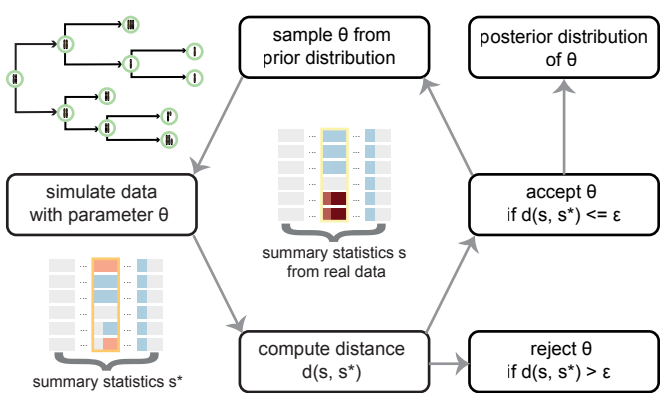 sample θ from
prior distribution
posterior distribution
of θ
simulate data
with parameter θ
...
...
...
...
...
...
...
...
summary statistics s
from real data
accept θ
if d(s, s*) <= ε
...
...
...
...
...
...
...
...
summary statistics s*
compute distance
d(s, s*)
reject θ
if d(s, s*) > ε